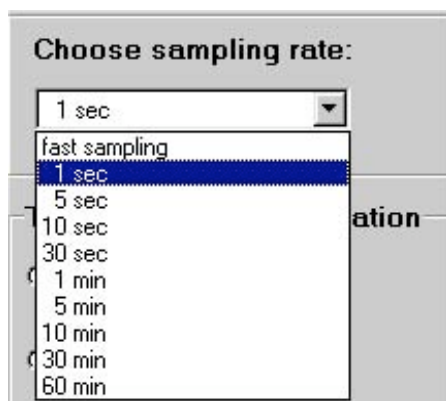 Choose sampling rate:
1 sec
fast sampling
1 sec
5 sec
10 sec
ation
30 sec
1 min
5 min
10 min
30 min
60 min